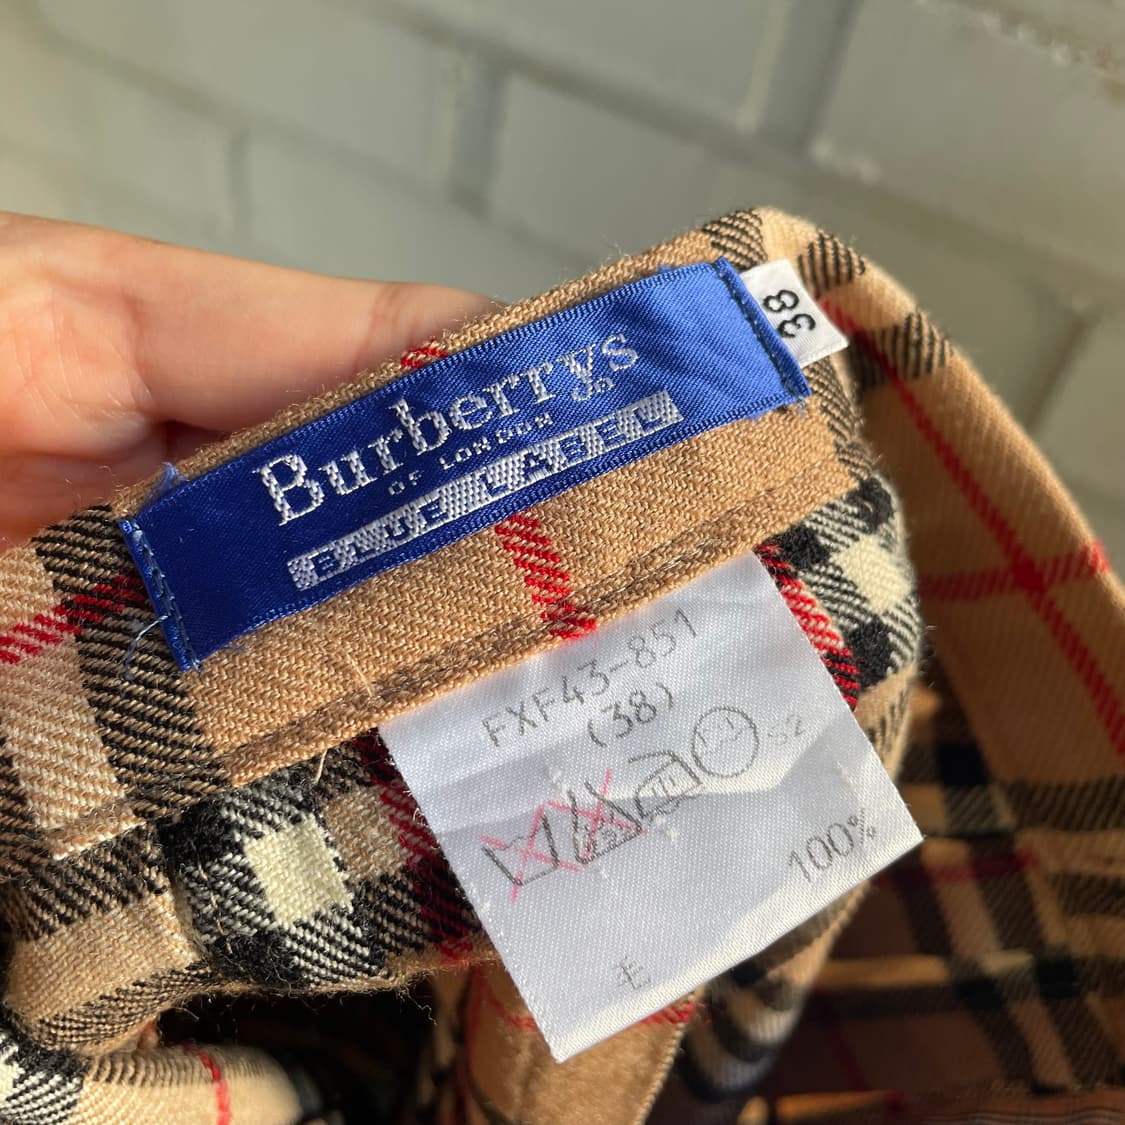 Burberrys
OF LONDON
BLUE LABEL
38
FXF43-851
(38)
毛
100%